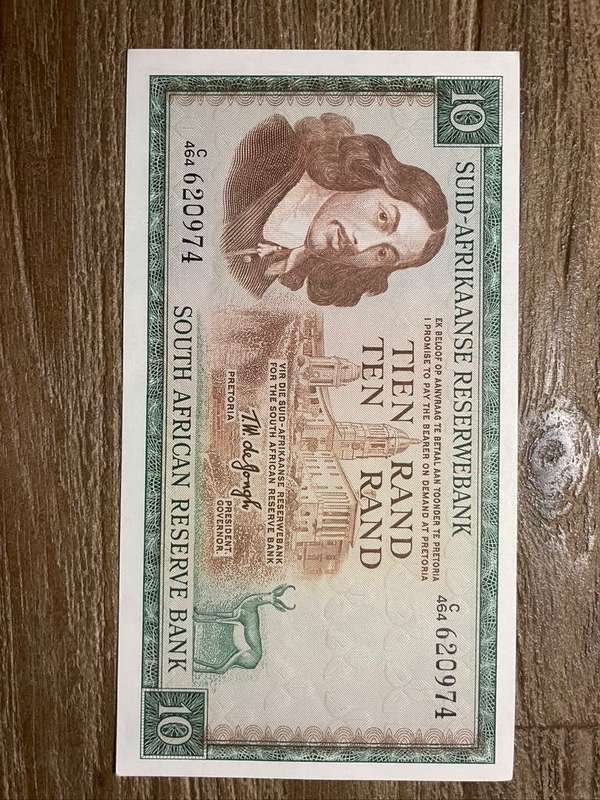 10
SUID-AFRIKAANSE RESERWEBANK
EK BELOOF OP AANVRAAG TE BETAAL AAN TOONDER TE PRETORIA
I PROMISE TO PAY THE BEARER ON DEMAND AT PRETORIA
C
464 620974
TIEN RAND
TEN RAND
VIR DIE SUID-AFRIKAANSE RESERWEBANK
FOR THE SOUTH AFRICAN RESERVE BANK
T.W. de Jongh
PRETORIA
PRESIDENT.
GOVERNOR.
C
464 620974
SOUTH AFRICAN RESERVE BANK
10